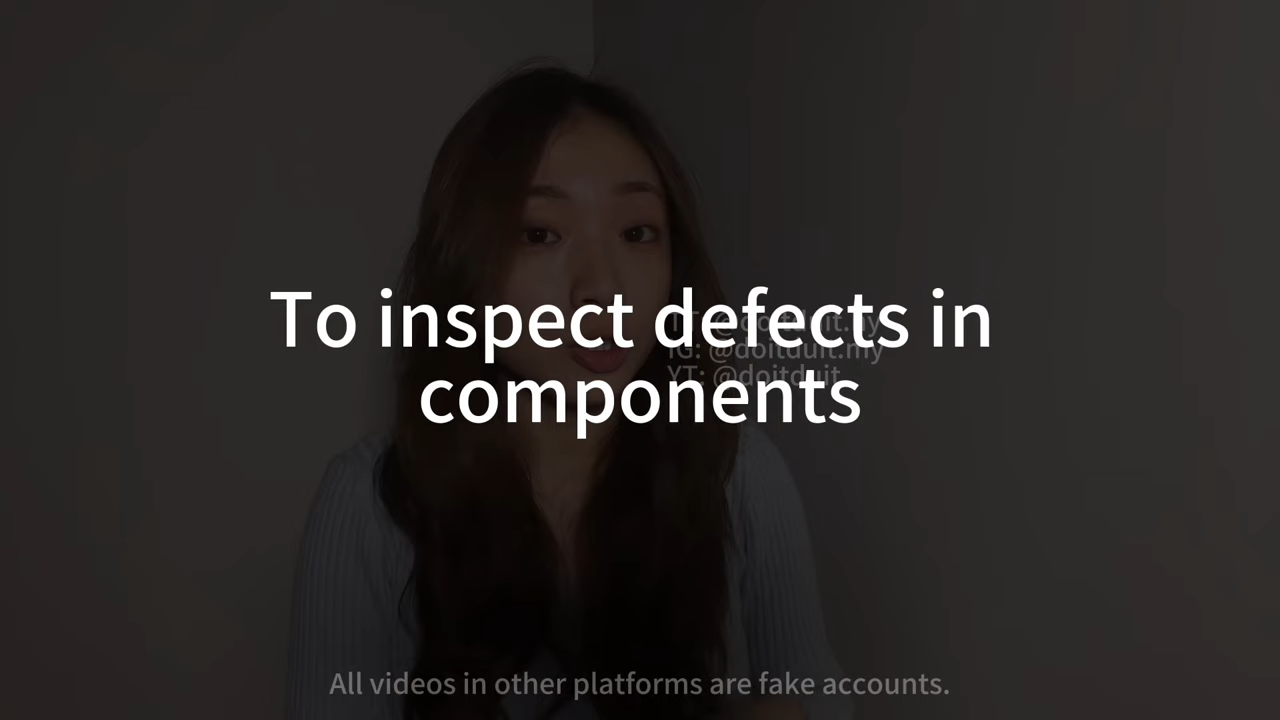 To inspect defects in
components
IG: @doitduit.my
YT: @doitduit
All videos in other platforms are fake accounts.